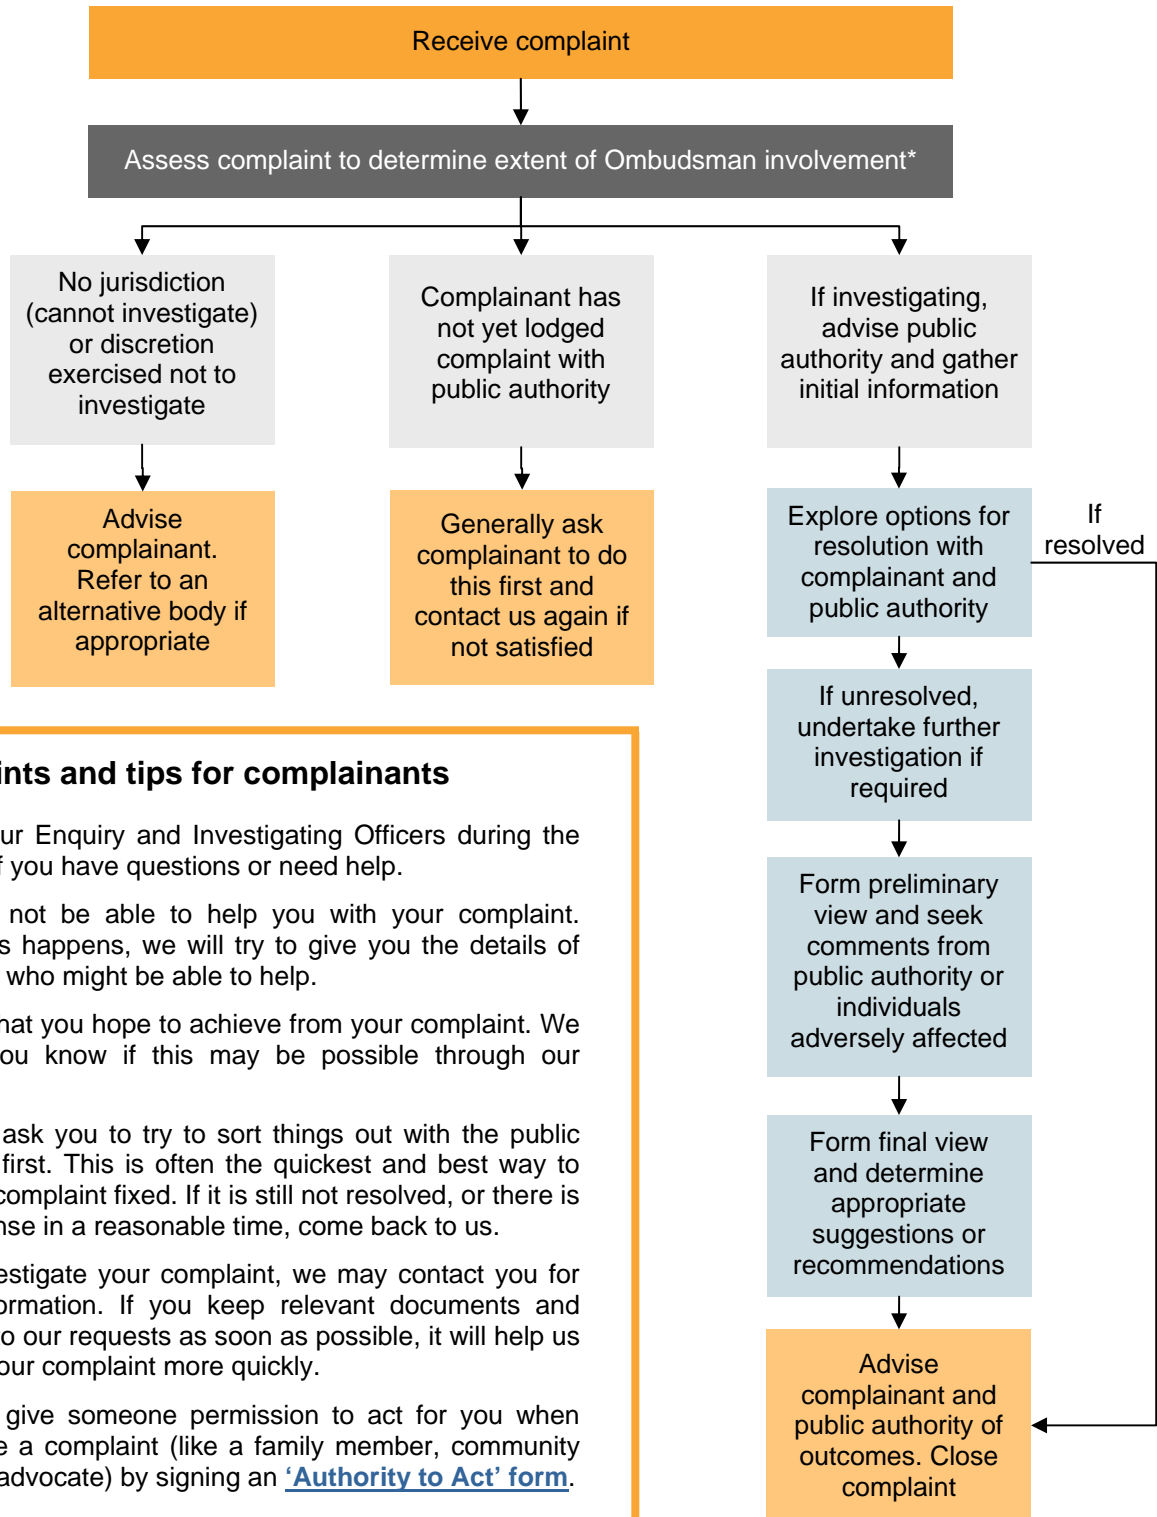 Receive complaint
Assess complaint to determine extent of Ombudsman involvement*
No jurisdiction
(cannot investigate)
or discretion
exercised not to
investigate
Complainant has
not yet lodged
complaint with
public authority
If investigating,
advise public
authority and gather
initial information
Advise
complainant.
Refer to an
alternative body if
appropriate
Generally ask
complainant to do
this first and
contact us again if
not satisfied
Explore options for
resolution with
complainant and
public authority
If
resolved
If unresolved,
undertake further
investigation if
required
Form preliminary
view and seek
comments from
public authority or
individuals
adversely affected
Form final view
and determine
appropriate
suggestions or
recommendations
Advise
complainant and
public authority of
outcomes. Close
complaint
ints and tips for complainants
ur Enquiry and Investigating Officers during the
f you have questions or need help.
not be able to help you with your complaint.
s happens, we will try to give you the details of
who might be able to help.
hat you hope to achieve from your complaint. We
ou know if this may be possible through our
ask you to try to sort things out with the public
first. This is often the quickest and best way to
complaint fixed. If it is still not resolved, or there is
nse in a reasonable time, come back to us.
estigate your complaint, we may contact you for
ormation. If you keep relevant documents and
o our requests as soon as possible, it will help us
our complaint more quickly.
give someone permission to act for you when
e a complaint (like a family member, community
advocate) by signing an ‘Authority to Act’ form.